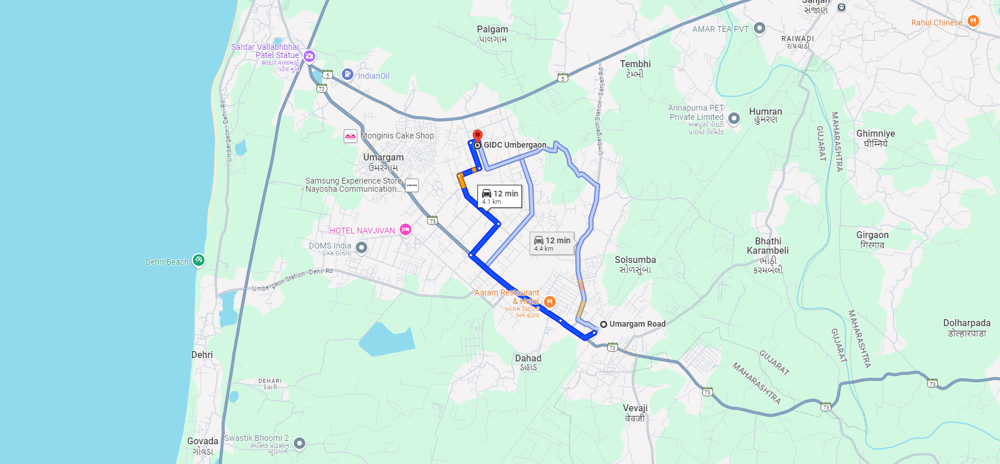 Sanjan
સંજાણ
Palgam
પાલગામ
AMAR TEA PVT
Rahul Chinese
RAIWADI
રાયવાડી
Sardar Vallabhbhai
Patel Statue
સરદાર વલ્લભભાઈ
પટેલ મુર્તિ
5
IndianOil
73
5
Tembhi
ટેમ્ભી
Umbergaon Station - Sanjan Rd
Umbergaon - Dehri Rd
Annapurna PET
Private Limited
અન્નપુર્ણા પીઇટી
પ્રાઇવેટ લિમિટેડ
Humran
હુમરણ
MAHARASHTRA
GUJARAT
Ghimniye
घीम्निये
Monginis Cake Shop
GIDC Umbergaon
Umargam
ઉમરગામ
Samsung Experience Store
- Nayosha Communication...
SAMSUNG
12 min
4.1 km
73
HOTEL NAVJIVAN
DOMS India
ડોમ્સ ઇન્ડિયા
12 min
4.4 km
Dehri Beach
Umbergaon Station - Dehri Rd
Solsumba
સોળસુંબા
Bhathi
Karambeli
ભાઠી
કરમબેલી
Girgaon
गिरगाव
Aaram Restaurant
& Hotel
આરામ રેસ્ટોરન્ટ
અને હોટલ
Umargam Road
MAHARASHTRA
GUJARAT
Dolharpada
डोल्हारपाडा
Dehri
73
Dahad
ડહાડ
GUJARAT
MAHARASHTRA
DEHARI
દેહારી
73
73
73
Vevaji
वेवजी
Govada
ગોવડા
Swastik Bhoomi 2
સ્વસ્તિક પ્રોડક્શન
સ્ટુડિયોની